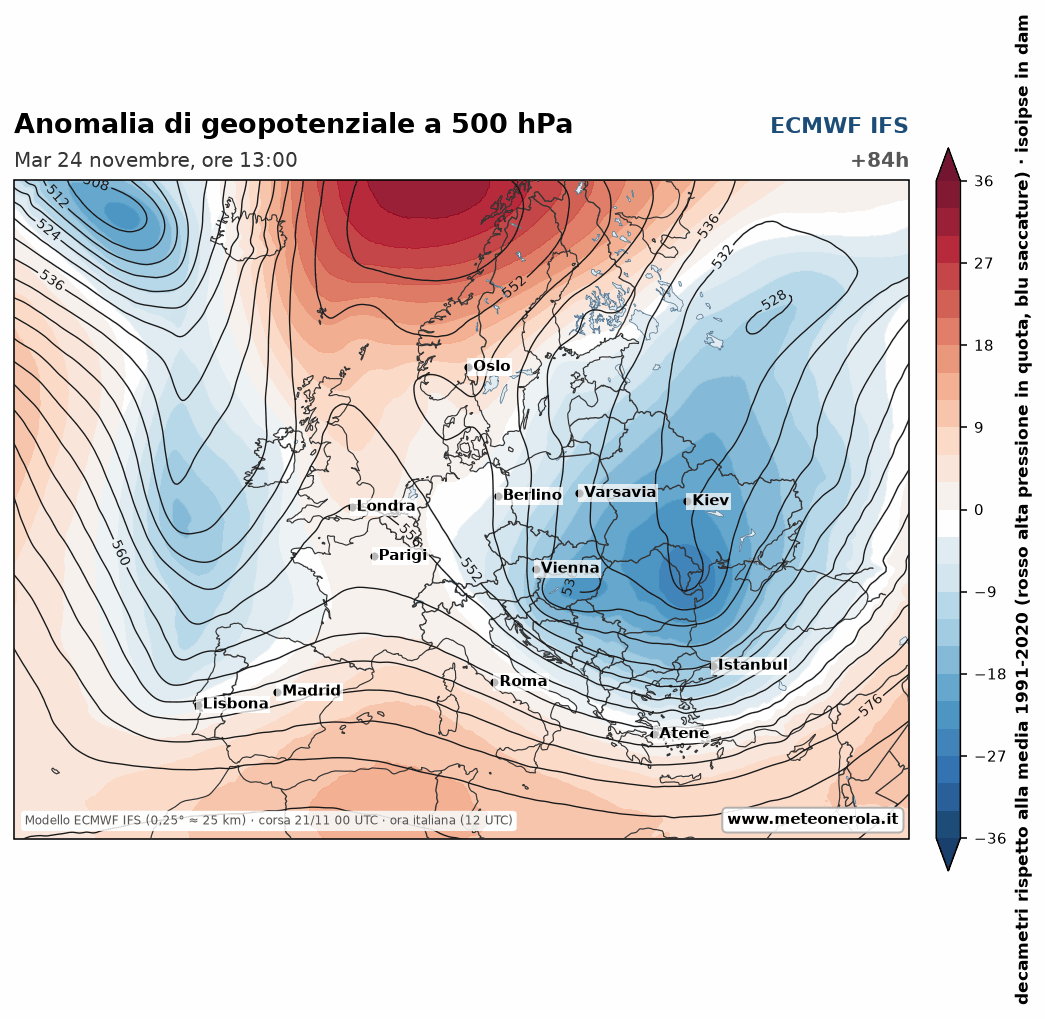 Anomalia di geopotenziale a 500 hPa
ECMWF IFS
Mar 24 novembre, ore 13:00
+84h
508
512
524
536
536
532
528
552
Oslo
Berlino
Varsavia
Kiev
Londra
556
Parigi
552
560
Vienna
Istanbul
Roma
Madrid
Lisbona
Atene
576
Modello ECMWF IFS (0,25° ≈ 25 km) · corsa 21/11 00 UTC · ora italiana (12 UTC)
www.meteonerola.it
36
27
18
9
0
−9
−18
−27
−36
decametri rispetto alla media 1991-2020 (rosso alta pressione in quota, blu saccature) · isoipse in dam